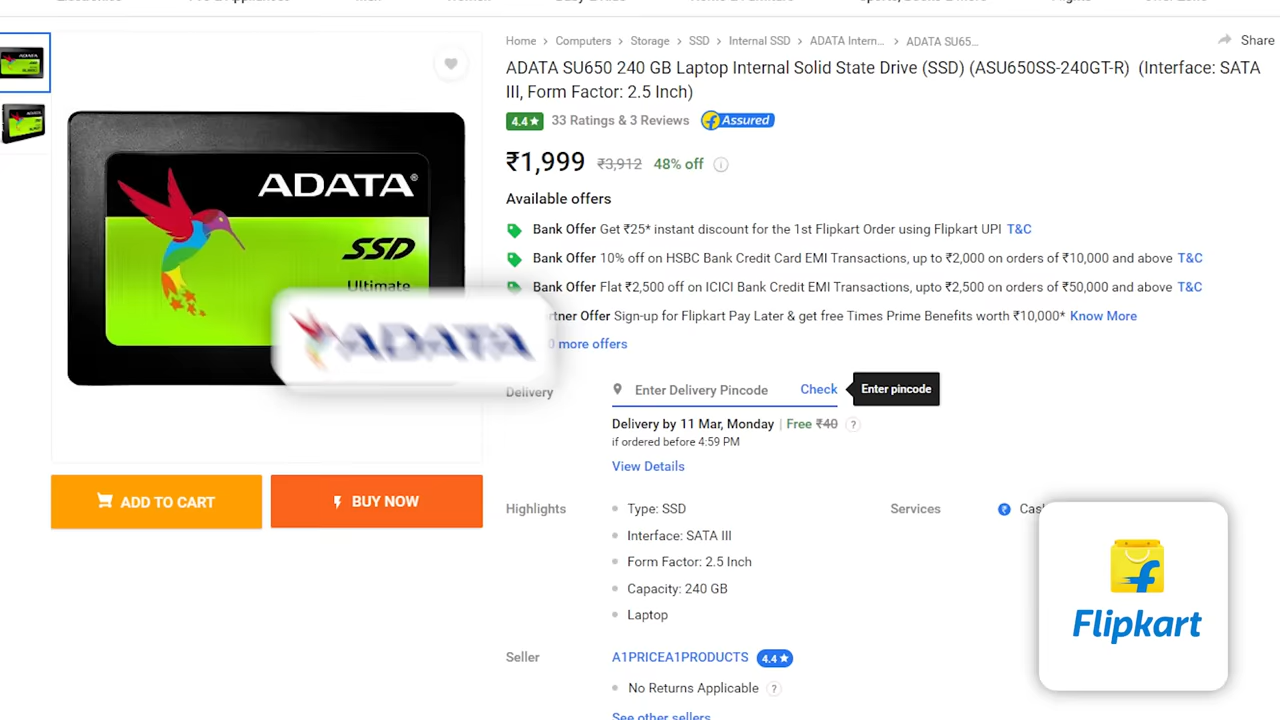 Home > Computers > Storage > SSD > Internal SSD > ADATA Intern... > ADATA SU65...
Share
ADATA SU650 240 GB Laptop Internal Solid State Drive (SSD) (ASU650SS-240GT-R) (Interface: SATA
III, Form Factor: 2.5 Inch)
4.4★ 33 Ratings & 3 Reviews Assured
₹1,999 ₹3,912 48% off
Available offers
Bank Offer Get ₹25* instant discount for the 1st Flipkart Order using Flipkart UPI T&C
Bank Offer 10% off on HSBC Bank Credit Card EMI Transactions, up to ₹2,000 on orders of ₹10,000 and above T&C
Bank Offer Flat ₹2,500 off on ICICI Bank Credit EMI Transactions, upto ₹2,500 on orders of ₹50,000 and above T&C
Offer Sign-up for Flipkart Pay Later & get free Times Prime Benefits worth ₹10,000* Know More
more offers
ADATA®
SSD
Ultimate
ADATA
Delivery
Enter Delivery Pincode Check
Enter pincode
Delivery by 11 Mar, Monday | Free ₹40 ?
if ordered before 4:59 PM
View Details
ADD TO CART
BUY NOW
Highlights
Type: SSD
Interface: SATA III
Form Factor: 2.5 Inch
Capacity: 240 GB
Laptop
Services
Seller
A1PRICEA1PRODUCTS 4.4★
No Returns Applicable ?
See other sellers
Flipkart